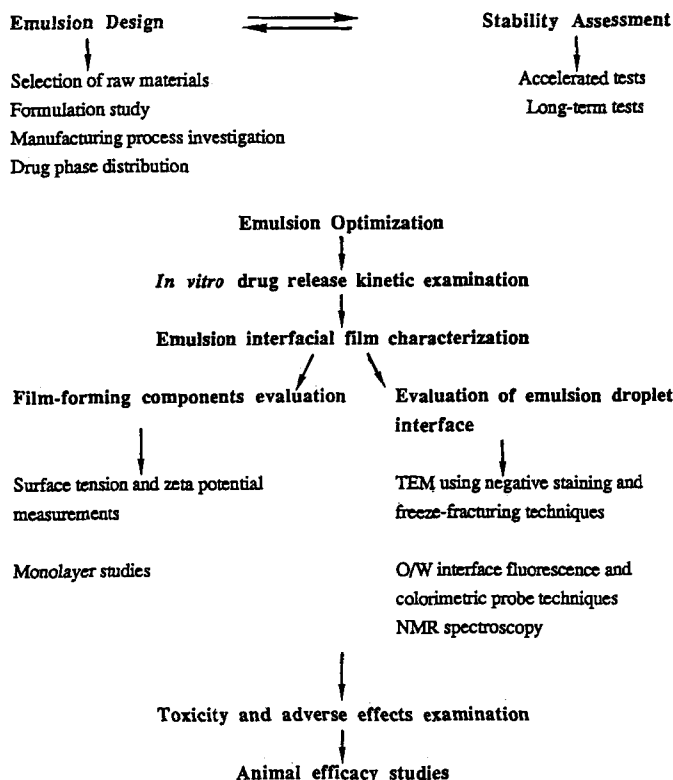 Emulsion Design
Stability Assessment
Selection of raw materials
Formulation study
Manufacturing process investigation
Drug phase distribution
Accelerated tests
Long-term tests
Emulsion Optimization
In vitro drug release kinetic examination
Emulsion interfacial film characterization
Film-forming components evaluation
Evaluation of emulsion droplet
interface
Surface tension and zeta potential
measurements
Monolayer studies
TEM using negative staining and
freeze-fracturing techniques
O/W interface fluorescence and
colorimetric probe techniques
NMR spectroscopy
Toxicity and adverse effects examination
Animal efficacy studies